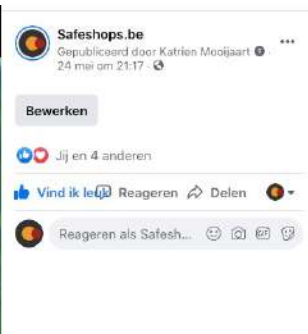 Safeshops.be
Gepubliceerd door Katrien Mooijaart
24 mei om 21:17 ·
Bewerken
Jij en 4 anderen
Vind ik leuk Reageren Delen
Reageren als Safesh...
GIF